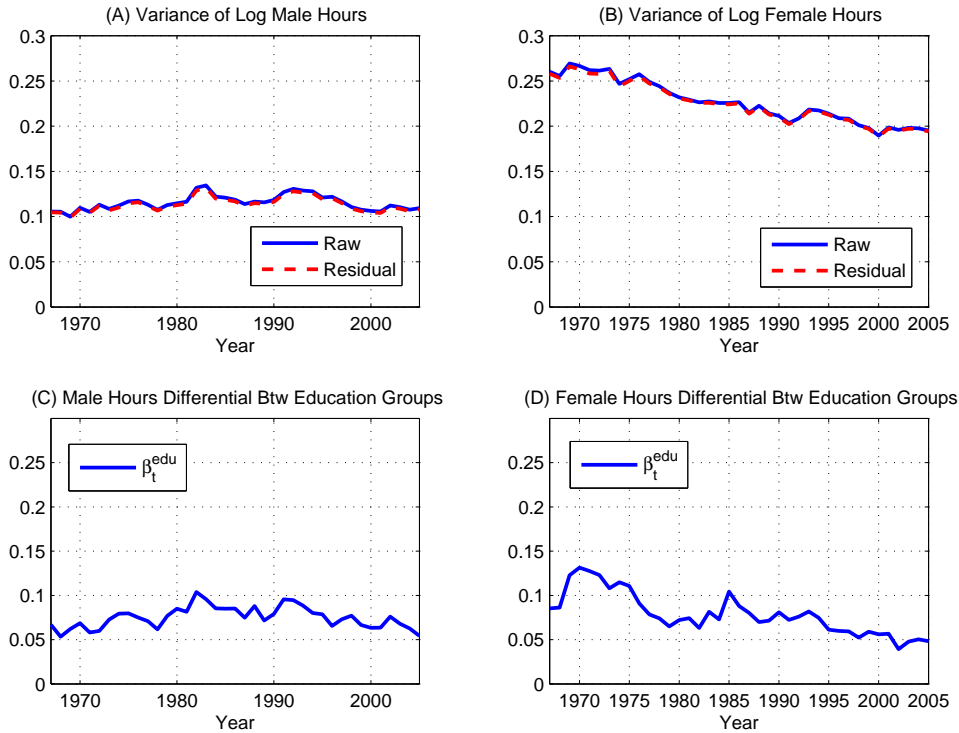 (A) Variance of Log Male Hours
0.3
0.25
0.2
0.15
0.1
0.05
0
Raw
Residual
1970 1980 1990 2000
Year
(B) Variance of Log Female Hours
0.3
0.25
0.2
0.15
0.1
0.05
0
Raw
Residual
1970 1975 1980 1985 1990 1995 2000 2005
Year
(C) Male Hours Differential Btw Education Groups
0.25
0.2
0.15
0.1
0.05
0
β_t^edu
1970 1980 1990 2000
Year
(D) Female Hours Differential Btw Education Groups
0.25
0.2
0.15
0.1
0.05
0
β_t^edu
1970 1975 1980 1985 1990 1995 2000 2005
Year